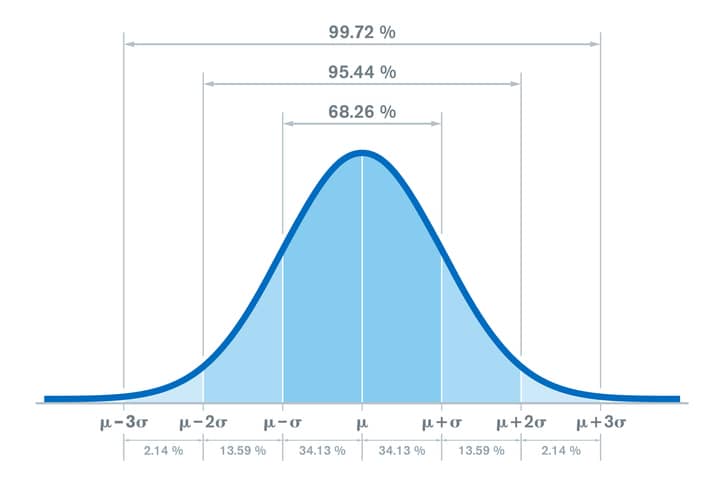 99.72 %
95.44 %
68.26 %
μ−3σ μ−2σ μ−σ μ μ+σ μ+2σ μ+3σ
2.14 % 13.59 % 34.13 % 34.13 % 13.59 % 2.14 %